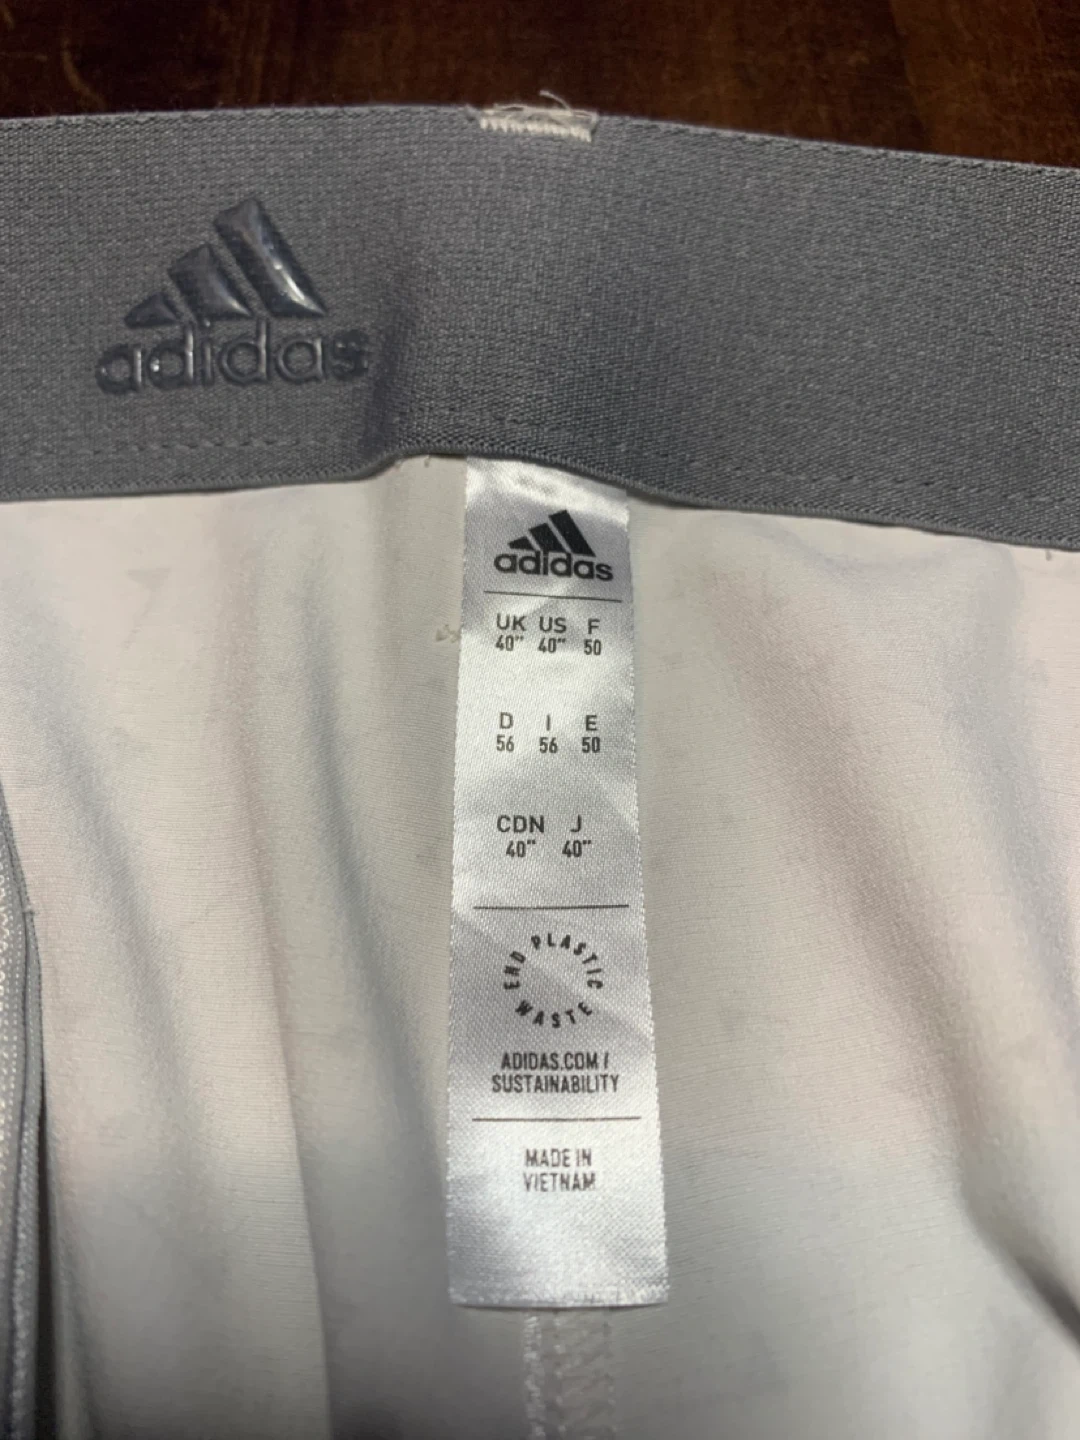 adidas
adidas
UK US F
40" 40" 50
D I E
56 56 50
CDN J
40" 40"
END PLASTIC WASTE
ADIDAS.COM /
SUSTAINABILITY
MADE IN
VIETNAM